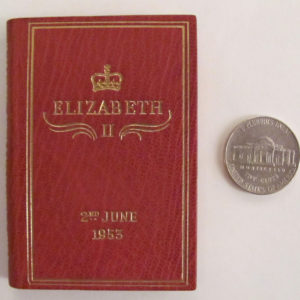 ELIZABETH
II
2ND JUNE
1953